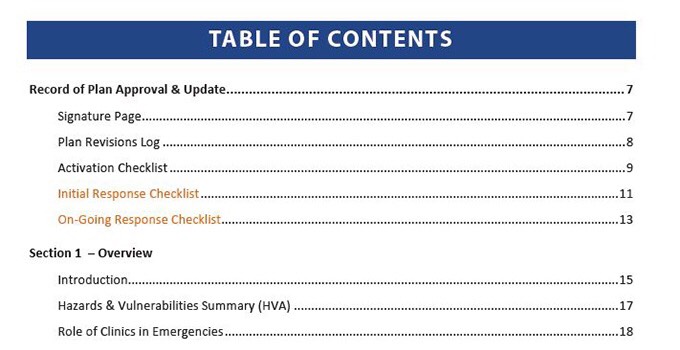 TABLE OF CONTENTS
Record of Plan Approval & Update........................................................................................................ 7
Signature Page........................................................................................................................7
Plan Revisions Log ................................................................................................................... 8
Activation Checklist ..................................................................................................................9
Initial Response Checklist..........................................................................................................11
On-Going Response Checklist.....................................................................................................13
Section 1 – Overview
Introduction..........................................................................................................................15
Hazards & Vulnerabilities Summary (HVA) .......................................................................................17
Role of Clinics in Emergencies.....................................................................................................18